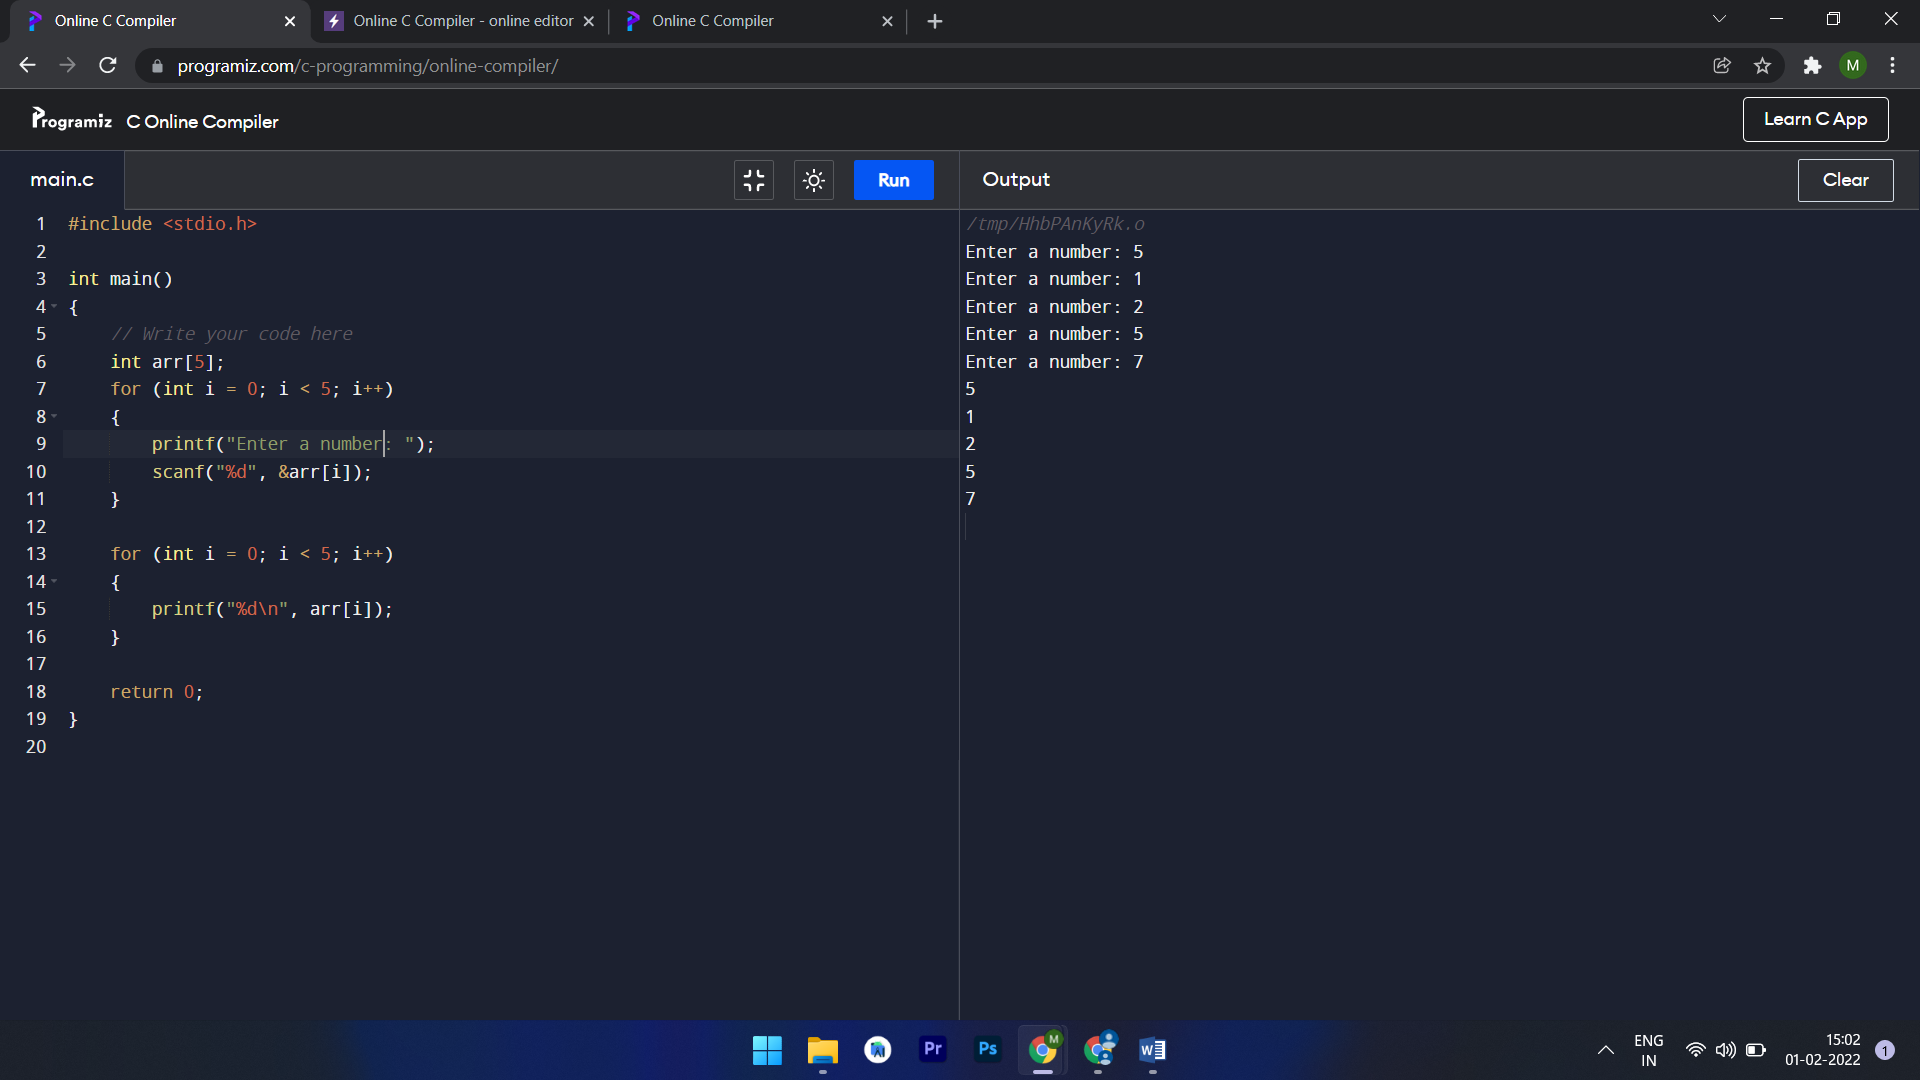 Online C Compiler
Online C Compiler - online editor
Online C Compiler
programiz.com/c-programming/online-compiler/
M
Programiz C Online Compiler
Learn C App
main.c
Run
Output
Clear
1 #include <stdio.h>
2
3 int main()
4 {
5     // Write your code here
6     int arr[5];
7     for (int i = 0; i < 5; i++)
8     {
9         printf("Enter a number: ");
10         scanf("%d", &arr[i]);
11     }
12
13     for (int i = 0; i < 5; i++)
14     {
15         printf("%d\n", arr[i]);
16     }
17
18     return 0;
19 }
20
/tmp/HhbPAnKyRk.o
Enter a number: 5
Enter a number: 1
Enter a number: 2
Enter a number: 5
Enter a number: 7
5
1
2
5
7
Pr
Ps
M
W
ENG
IN
15:02
01-02-2022
1